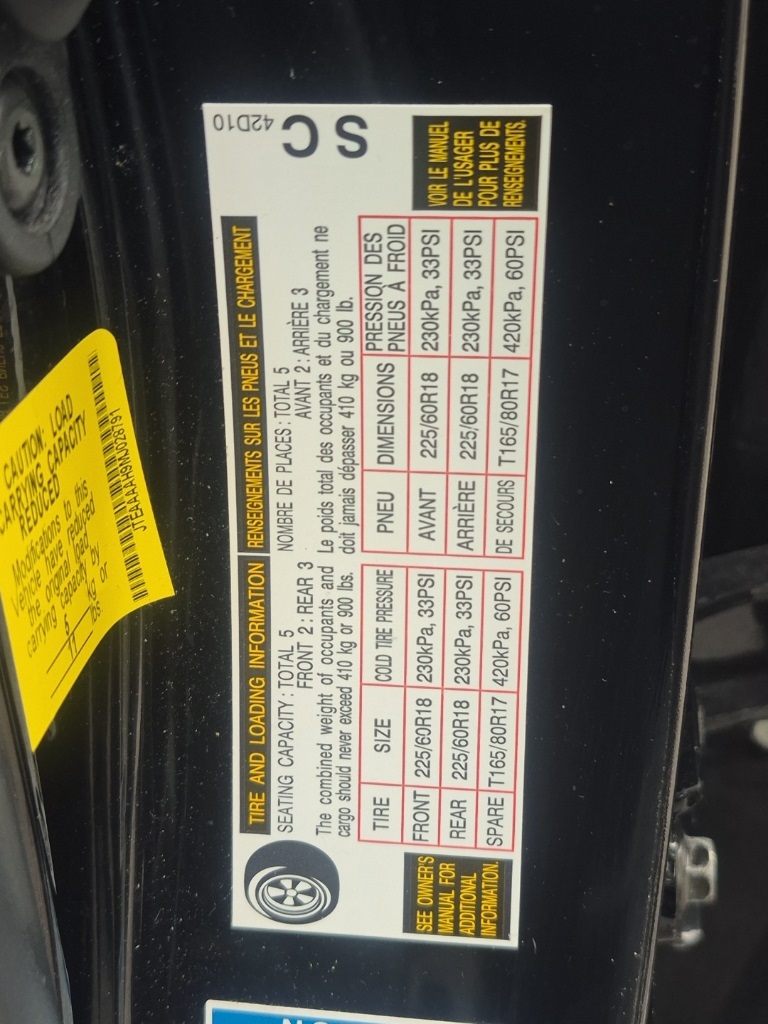 CAUTION: LOAD
CARRYING CAPACITY
REDUCED
Modifications to this
vehicle have reduced
the original load
carrying capacity by
5 kg or
11 lbs.
TIRE AND LOADING INFORMATION
SEATING CAPACITY : TOTAL 5
FRONT 2 : REAR 3
The combined weight of occupants and
cargo should never exceed 410 kg or 900 lbs.
TIRE SIZE COLD TIRE PRESSURE
FRONT 225/60R18 230kPa, 33PSI
REAR 225/60R18 230kPa, 33PSI
SPARE T165/80R17 420kPa, 60PSI
SEE OWNER'S
MANUAL FOR
ADDITIONAL
INFORMATION.
RENSEIGNEMENTS SUR LES PNEUS ET LE CHARGEMENT
NOMBRE DE PLACES : TOTAL 5
AVANT 2 : ARRIÈRE 3
Le poids total des occupants et du chargement ne
doit jamais dépasser 410 kg ou 900 lb.
PNEU DIMENSIONS PRESSION DES
PNEUS À FROID
AVANT 225/60R18 230kPa, 33PSI
ARRIÈRE 225/60R18 230kPa, 33PSI
DE SECOURS T165/80R17 420kPa, 60PSI
42D10
SC
VOIR LE MANUEL
DE L'USAGER
POUR PLUS DE
RENSEIGNEMENTS.